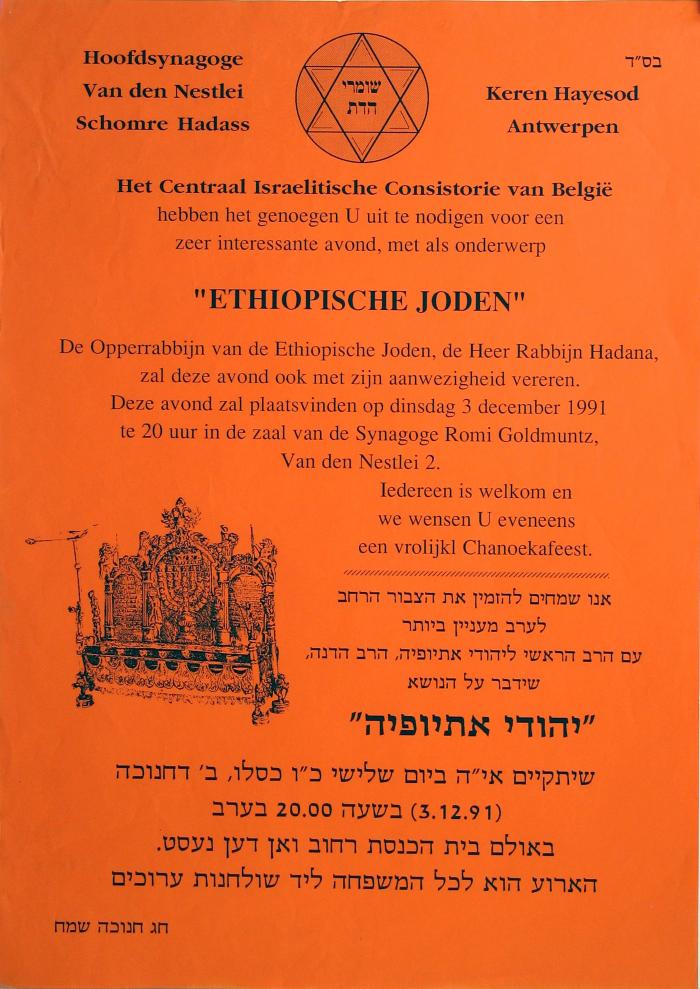 Hoofdsynagoge
Van den Nestlei
Schomre Hadass
שומרי
הדת
בס״ד
Keren Hayesod
Antwerpen
Het Centraal Israelitische Consistorie van België
hebben het genoegen U uit te nodigen voor een
zeer interessante avond, met als onderwerp
"ETHIOPISCHE JODEN"
De Opperrabbijn van de Ethiopische Joden, de Heer Rabbijn Hadana,
zal deze avond ook met zijn aanwezigheid vereren.
Deze avond zal plaatsvinden op dinsdag 3 december 1991
te 20 uur in de zaal van de Synagoge Romi Goldmuntz,
Van den Nestlei 2.
Iedereen is welkom en
we wensen U eveneens
een vrolijkl Chanoekafeest.
אנו שמחים להזמין את הצבור הרחב
לערב מעניין ביותר
עם הרב הראשי ליהודי אתיופיה, הרב הדנה,
שידבר על הנושא
״יהודי אתיופיה״
שיתקיים אי״ה ביום שלישי כ״ו כסלו, ב׳ דחנוכה
(3.12.91) בשעה 20.00 בערב
באולם בית הכנסת רחוב ואן דען נעסט.
הארוע הוא לכל המשפחה ליד שולחנות ערוכים
חג חנוכה שמח